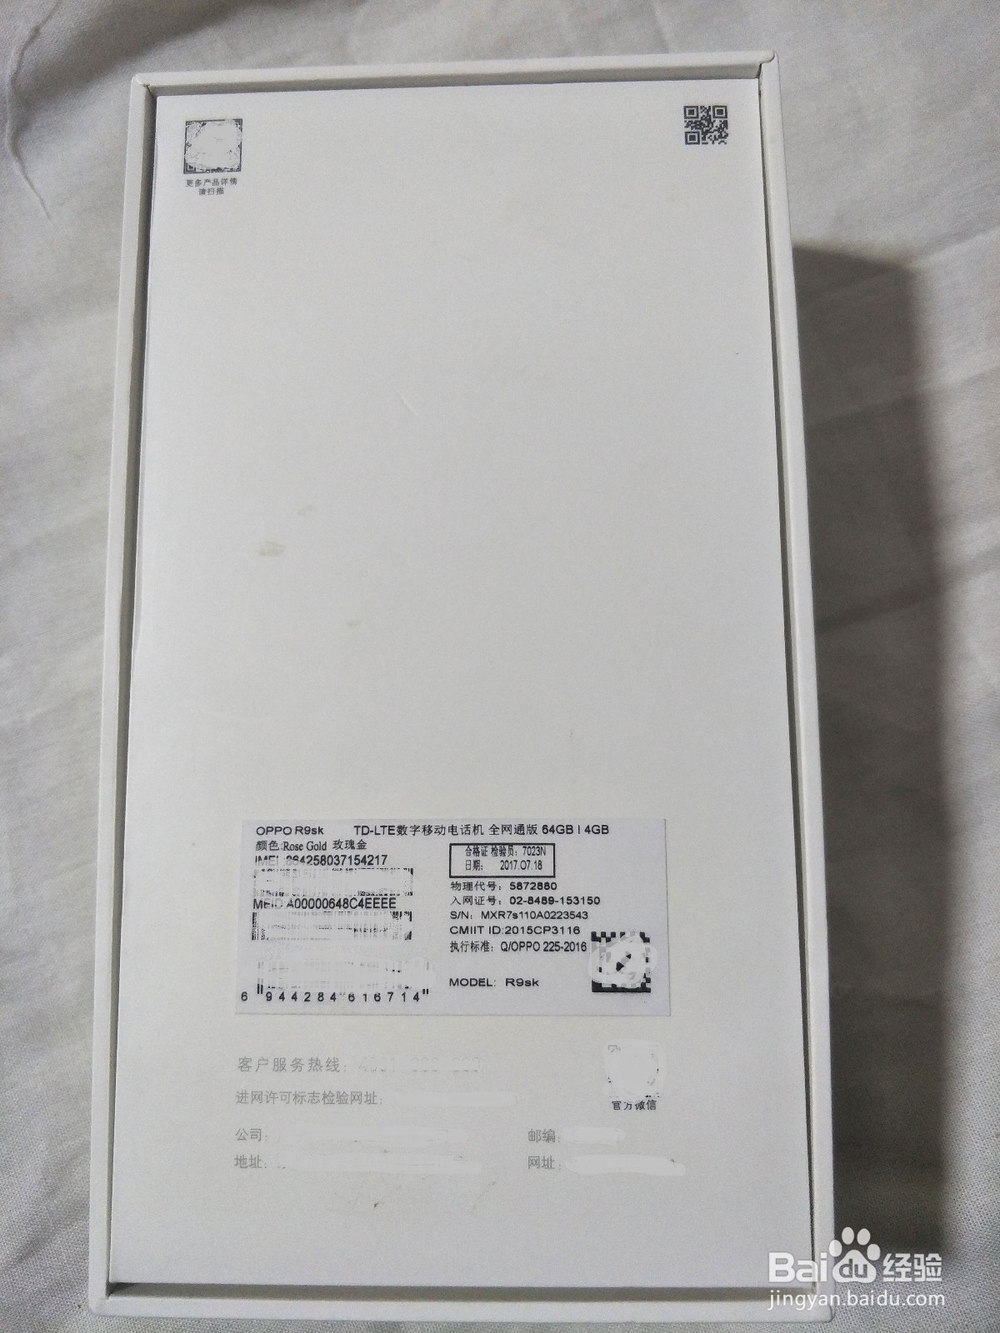 更多产品详情
请扫描
OPPO R9sk TD-LTE数字移动电话机 全网通版 64GB | 4GB
颜色:Rose Gold 玫瑰金
合格证 检验员: 7023N
日期: 2017.07.18
IMEI:864258037154217
MEID A00000648C4EEEE
6 944284 616714
物理代号: 5872880
入网证号: 02-8489-153150
S/N: MXR7s110A0223543
CMIIT ID:2015CP3116
执行标准: Q/OPPO 225-2016
MODEL: R9sk
客户服务热线:
进网许可标志检验网址:
官方微信
公司: 邮编:
地址: 网址:
Baidu 经验
jingyan.baidu.com